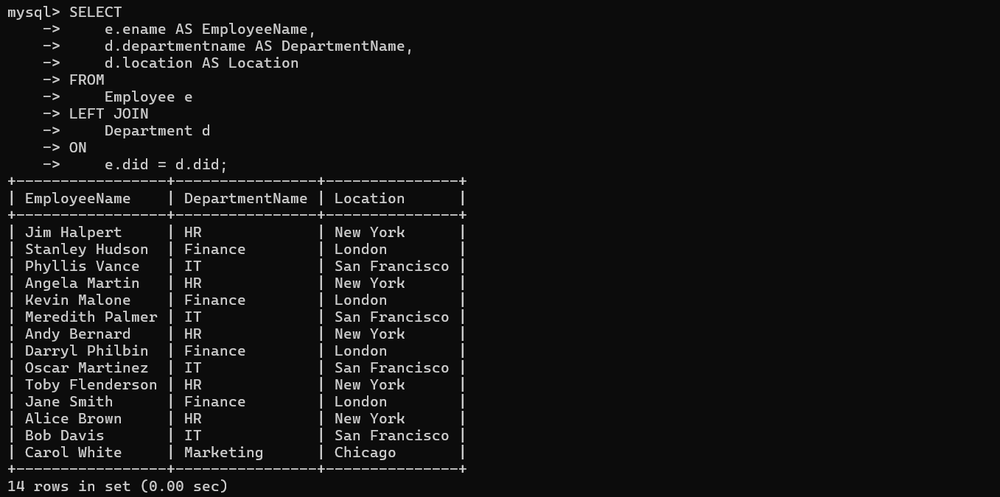 mysql> SELECT
    ->     e.ename AS EmployeeName,
    ->     d.departmentname AS DepartmentName,
    ->     d.location AS Location
    -> FROM
    ->     Employee e
    -> LEFT JOIN
    ->     Department d
    -> ON
    ->     e.did = d.did;
+-----------------+----------------+---------------+
| EmployeeName    | DepartmentName | Location      |
+-----------------+----------------+---------------+
| Jim Halpert     | HR             | New York      |
| Stanley Hudson  | Finance        | London        |
| Phyllis Vance   | IT             | San Francisco |
| Angela Martin   | HR             | New York      |
| Kevin Malone    | Finance        | London        |
| Meredith Palmer | IT             | San Francisco |
| Andy Bernard    | HR             | New York      |
| Darryl Philbin  | Finance        | London        |
| Oscar Martinez  | IT             | San Francisco |
| Toby Flenderson | HR             | New York      |
| Jane Smith      | Finance        | London        |
| Alice Brown     | HR             | New York      |
| Bob Davis       | IT             | San Francisco |
| Carol White     | Marketing      | Chicago       |
+-----------------+----------------+---------------+
14 rows in set (0.00 sec)